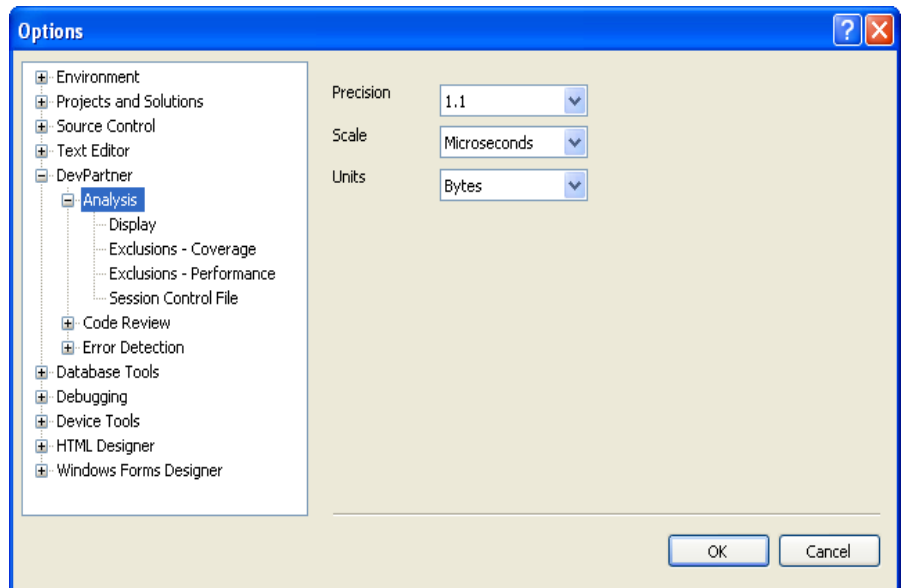 Options
Environment
Projects and Solutions
Source Control
Text Editor
DevPartner
Analysis
Display
Exclusions - Coverage
Exclusions - Performance
Session Control File
Code Review
Error Detection
Database Tools
Debugging
Device Tools
HTML Designer
Windows Forms Designer
Precision 1.1
Scale Microseconds
Units Bytes
OK Cancel